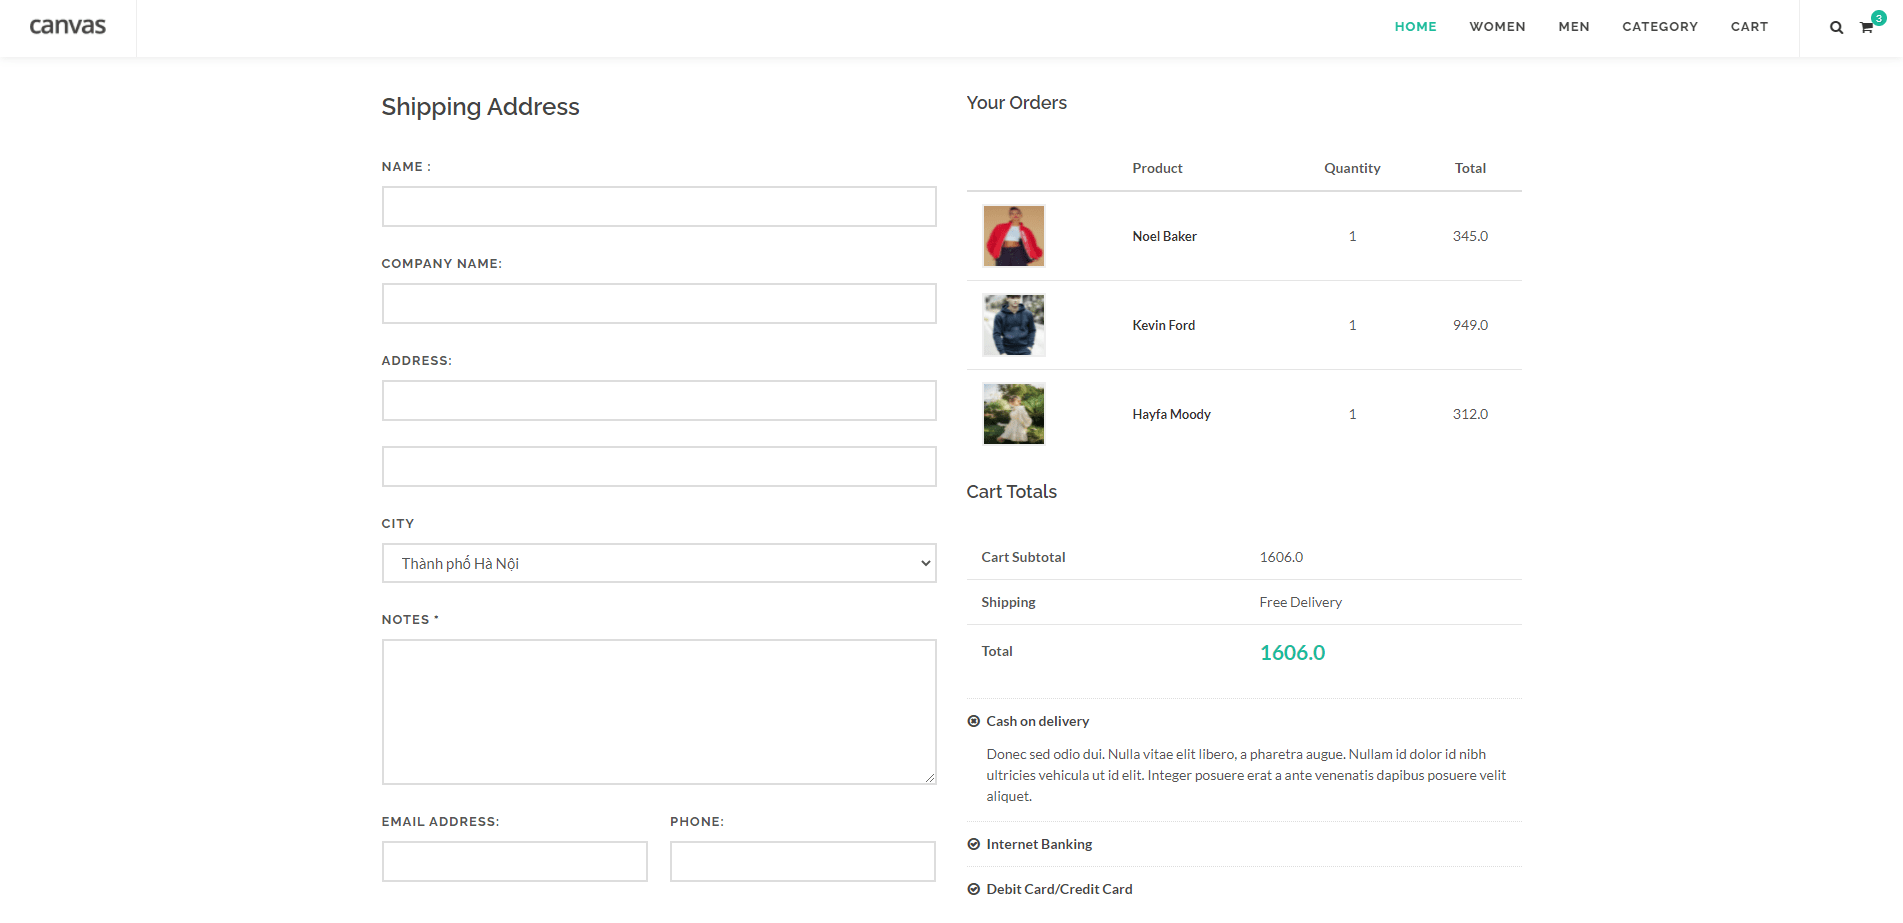 canvas
HOME WOMEN MEN CATEGORY CART 3
Shipping Address
NAME :
COMPANY NAME:
ADDRESS:
CITY
Thành phố Hà Nội
NOTES *
EMAIL ADDRESS: PHONE:
Your Orders
Product Quantity Total
Noel Baker 1 345.0
Kevin Ford 1 949.0
Hayfa Moody 1 312.0
Cart Totals
Cart Subtotal 1606.0
Shipping Free Delivery
Total 1606.0
Cash on delivery
Donec sed odio dui. Nulla vitae elit libero, a pharetra augue. Nullam id dolor id nibh
ultricies vehicula ut id elit. Integer posuere erat a ante venenatis dapibus posuere velit
aliquet.
Internet Banking
Debit Card/Credit Card